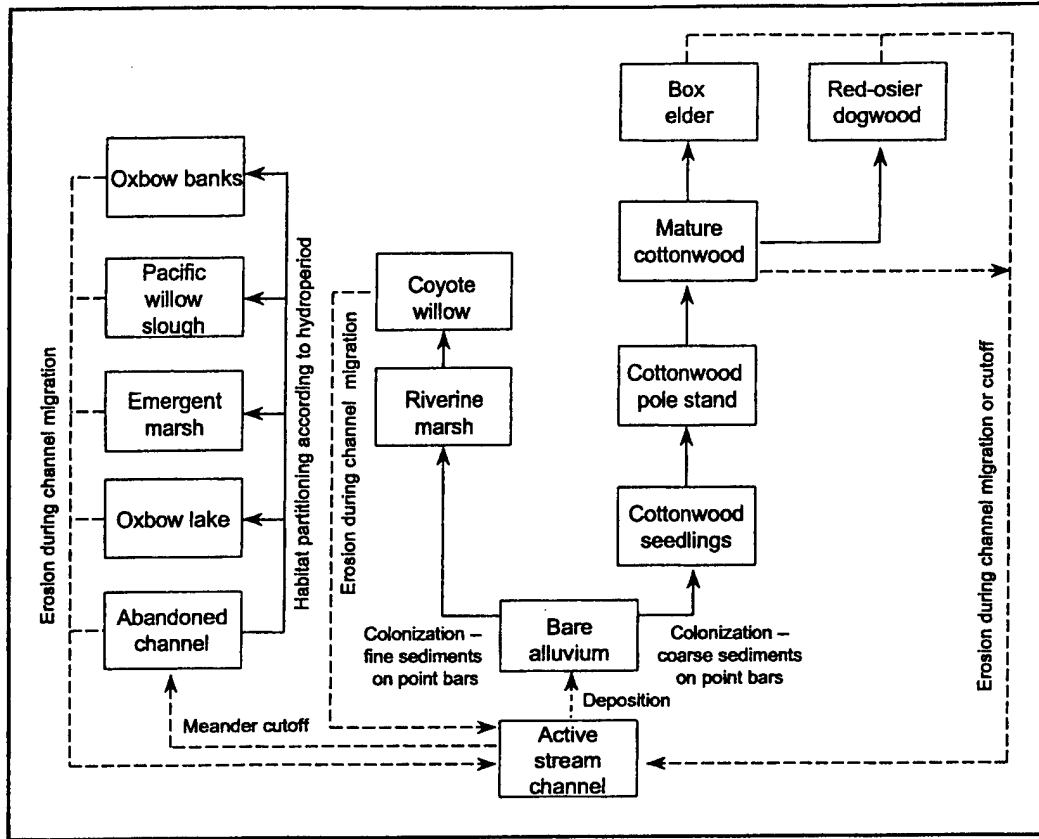 Box
elder
Red-osier
dogwood
Oxbow banks
Mature
cottonwood
Pacific
willow
slough
Coyote
willow
Cottonwood
pole stand
Emergent
marsh
Riverine
marsh
Oxbow lake
Cottonwood
seedlings
Abandoned
channel
Bare
alluvium
Colonization –
fine sediments
on point bars
Colonization –
coarse sediments
on point bars
Deposition
Meander cutoff
Active
stream
channel
Erosion during channel migration
Habitat partitioning according to hydroperiod
Erosion during channel migration
Erosion during channel migration or cutoff